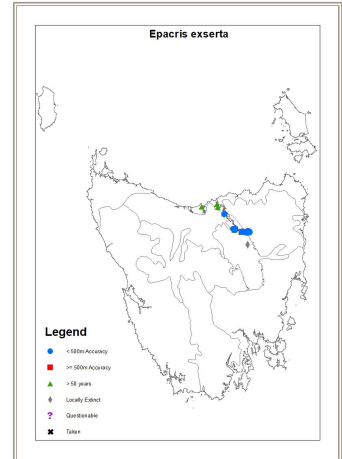 Epacris exserta
Legend
< 500m Accuracy
>= 500m Accuracy
> 50 years
Locally Extinct
? Questionable
Taken